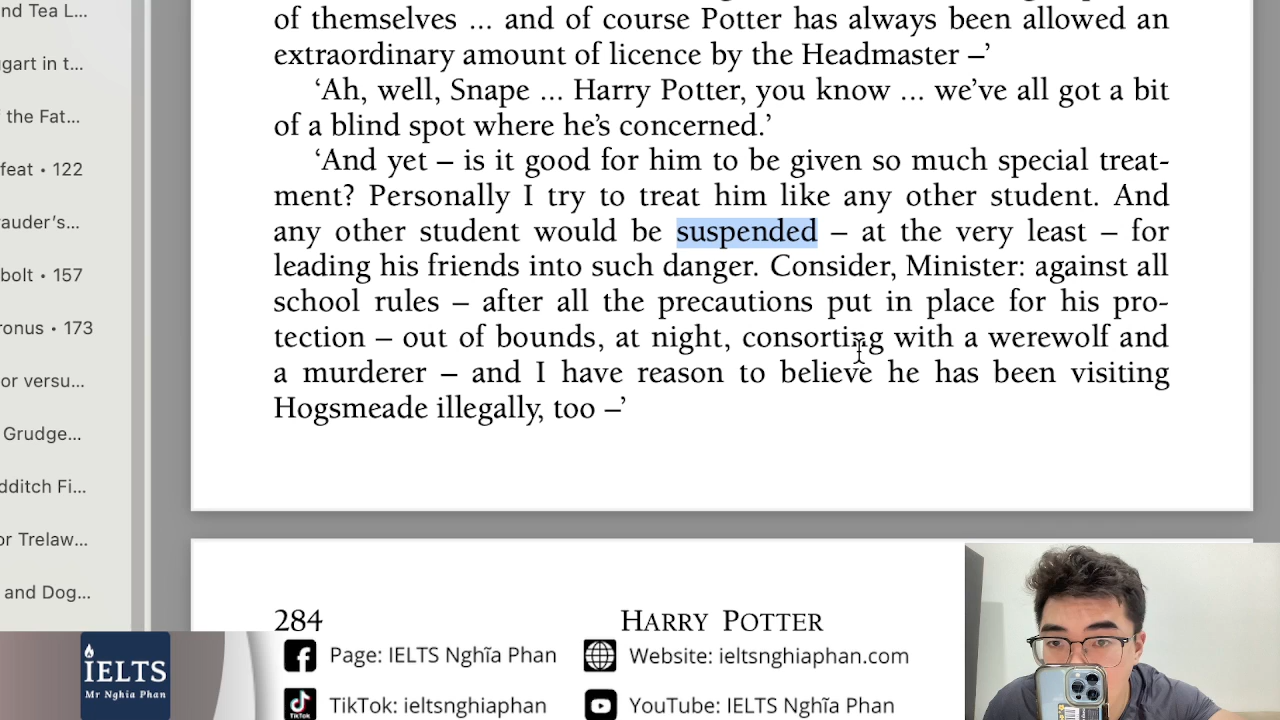 nd Tea L...
gart in t...
the Fat...
feat • 122
rauder's...
bolt • 157
ronus • 173
or versu...
Grudge...
dditch Fi...
or Trelaw...
and Dog...
of themselves ... and of course Potter has always been allowed an
extraordinary amount of licence by the Headmaster –’
‘Ah, well, Snape ... Harry Potter, you know ... we’ve all got a bit
of a blind spot where he’s concerned.’
‘And yet – is it good for him to be given so much special treat-
ment? Personally I try to treat him like any other student. And
any other student would be suspended – at the very least – for
leading his friends into such danger. Consider, Minister: against all
school rules – after all the precautions put in place for his pro-
tection – out of bounds, at night, consorting with a werewolf and
a murderer – and I have reason to believe he has been visiting
Hogsmeade illegally, too –’
284 HARRY POTTER
IELTS
Mr Nghia Phan
Page: IELTS Nghĩa Phan
Website: ieltsnghiaphan.com
TikTok
TikTok: ieltsnghiaphan
YouTube: IELTS Nghĩa Phan